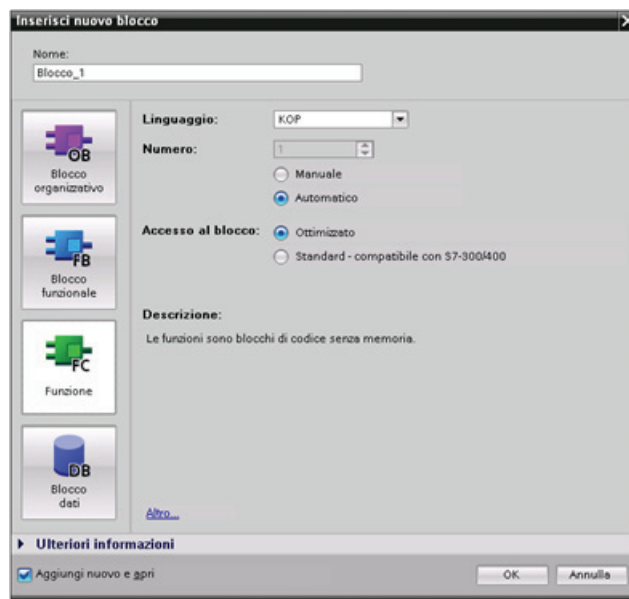 Inserisci nuovo blocco
Nome:
Blocco_1
OB
Blocco
organizzativo
FB
Blocco
funzionale
FC
Funzione
DB
Blocco
dati
Linguaggio: KOP
Numero: 1
Manuale
Automatico
Accesso al blocco: Ottimizzato
Standard - compatibile con S7-300/400
Descrizione:
Le funzioni sono blocchi di codice senza memoria.
Altro...
Ulteriori informazioni
Aggiungi nuovo e apri
OK Annulla